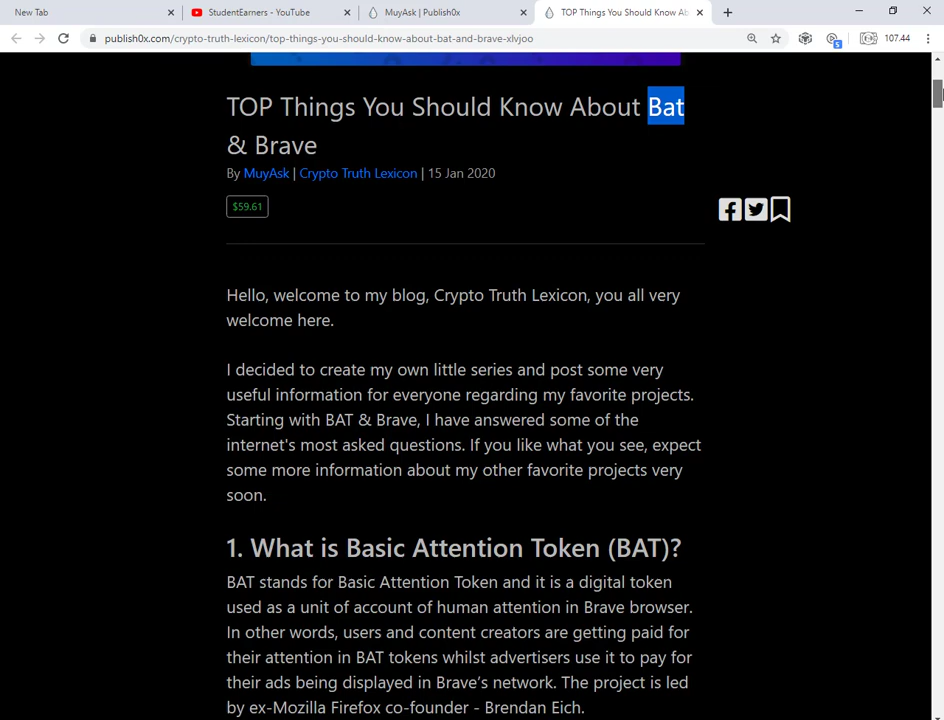 New Tab
StudentEarners - YouTube
MuyAsk | Publish0x
TOP Things You Should Know Ab
publish0x.com/crypto-truth-lexicon/top-things-you-should-know-about-bat-and-brave-xlvjoo
5
107.44
TOP Things You Should Know About Bat
& Brave
By MuyAsk | Crypto Truth Lexicon | 15 Jan 2020
$59.61
Hello, welcome to my blog, Crypto Truth Lexicon, you all very
welcome here.
I decided to create my own little series and post some very
useful information for everyone regarding my favorite projects.
Starting with BAT & Brave, I have answered some of the
internet's most asked questions. If you like what you see, expect
some more information about my other favorite projects very
soon.
1. What is Basic Attention Token (BAT)?
BAT stands for Basic Attention Token and it is a digital token
used as a unit of account of human attention in Brave browser.
In other words, users and content creators are getting paid for
their attention in BAT tokens whilst advertisers use it to pay for
their ads being displayed in Brave’s network. The project is led
by ex-Mozilla Firefox co-founder - Brendan Eich.